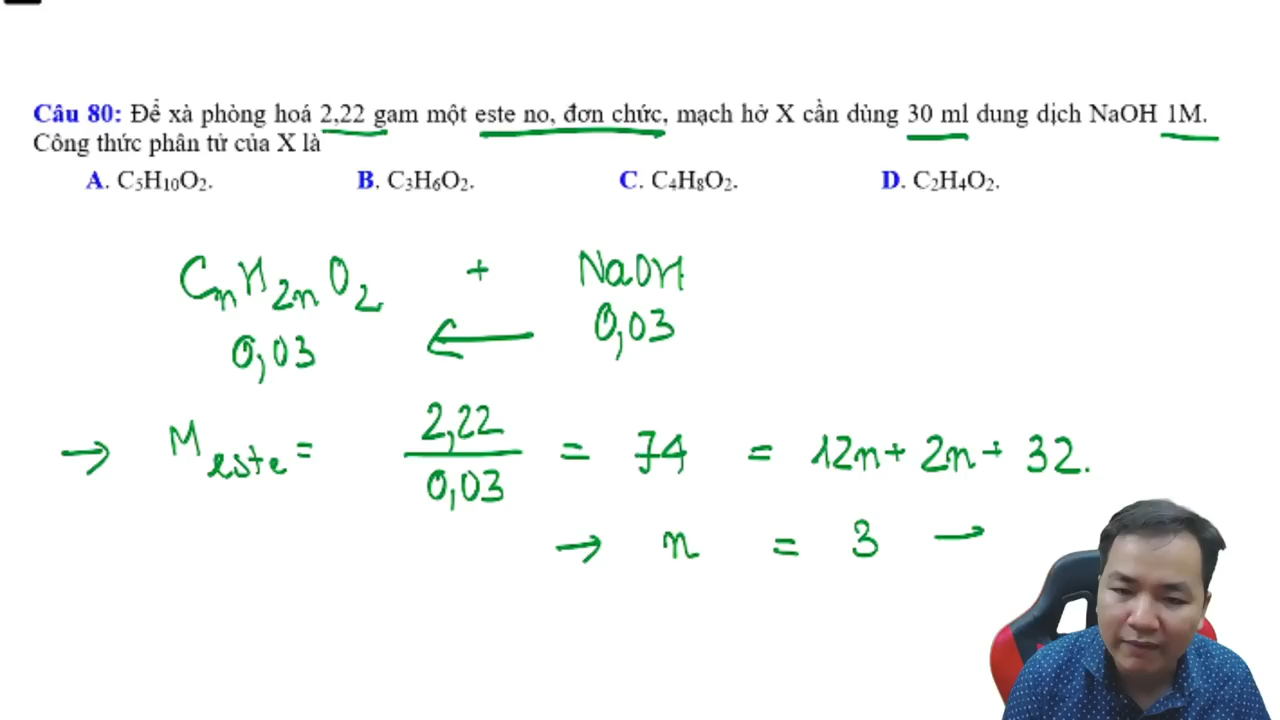 Câu 80: Để xà phòng hoá 2,22 gam một este no, đơn chức, mạch hở X cần dùng 30 ml dung dịch NaOH 1M.
Công thức phân tử của X là
A. C₅H₁₀O₂. B. C₃H₆O₂. C. C₄H₈O₂. D. C₂H₄O₂.
CₙH₂ₙO₂ + NaOH
0,03 ← 0,03
→ M este = 2,22/0,03 = 74 = 12n + 2n + 32.
→ n = 3 →